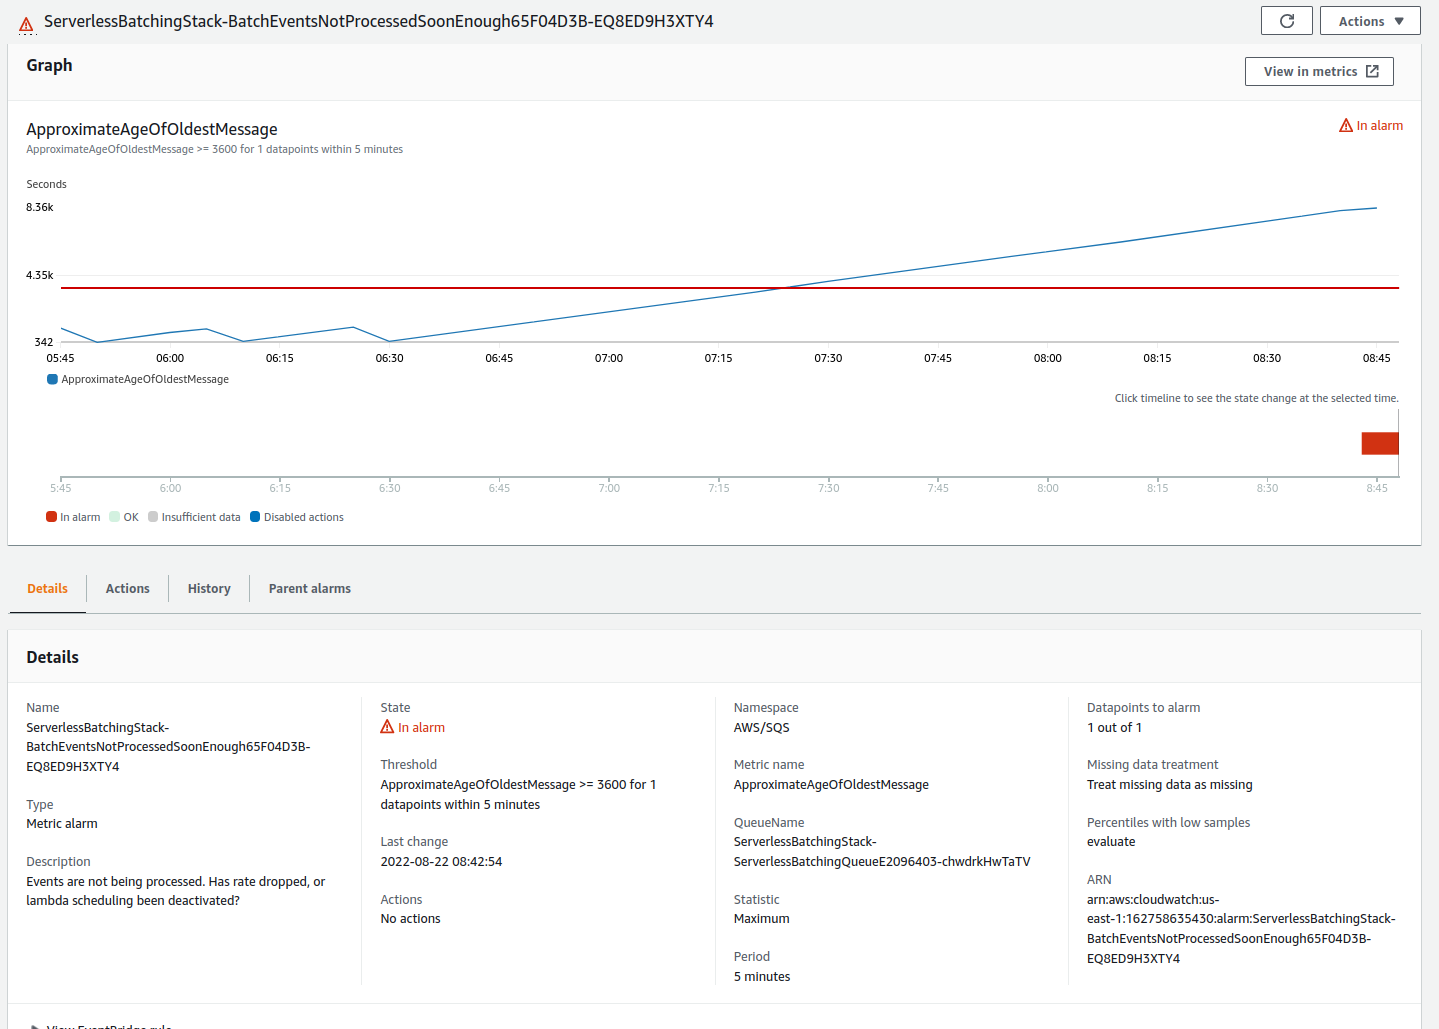 ServerlessBatchingStack-BatchEventsNotProcessedSoonEnough65F04D3B-EQ8ED9H3XTY4
Actions
Graph
View in metrics
ApproximateAgeOfOldestMessage
In alarm
ApproximateAgeOfOldestMessage >= 3600 for 1 datapoints within 5 minutes
Seconds
8.36k
4.35k
342
05:45 06:00 06:15 06:30 06:45 07:00 07:15 07:30 07:45 08:00 08:15 08:30 08:45
ApproximateAgeOfOldestMessage
Click timeline to see the state change at the selected time.
5:45 6:00 6:15 6:30 6:45 7:00 7:15 7:30 7:45 8:00 8:15 8:30 8:45
In alarm OK Insufficient data Disabled actions
Details Actions History Parent alarms
Details
Name
ServerlessBatchingStack-
BatchEventsNotProcessedSoonEnough65F04D3B-
EQ8ED9H3XTY4
Type
Metric alarm
Description
Events are not being processed. Has rate dropped, or
lambda scheduling been deactivated?
State
In alarm
Threshold
ApproximateAgeOfOldestMessage >= 3600 for 1
datapoints within 5 minutes
Last change
2022-08-22 08:42:54
Actions
No actions
Namespace
AWS/SQS
Metric name
ApproximateAgeOfOldestMessage
QueueName
ServerlessBatchingStack-
ServerlessBatchingQueueE2096403-chwdrkHwTaTV
Statistic
Maximum
Period
5 minutes
Datapoints to alarm
1 out of 1
Missing data treatment
Treat missing data as missing
Percentiles with low samples
evaluate
ARN
arn:aws:cloudwatch:us-
east-1:162758635430:alarm:ServerlessBatchingStack-
BatchEventsNotProcessedSoonEnough65F04D3B-
EQ8ED9H3XTY4
View EventBridge rule